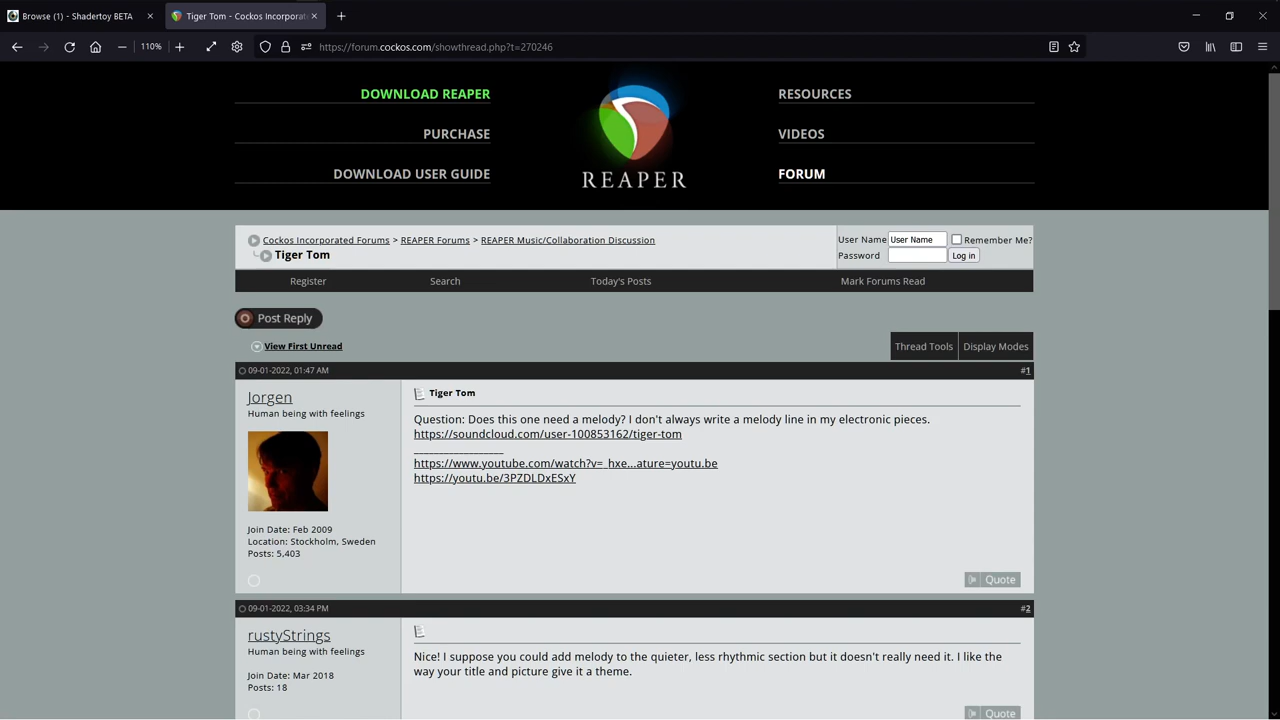 Browse (1) - Shadertoy BETA
Tiger Tom - Cockos Incorporat
110%
https://forum.cockos.com/showthread.php?t=270246
DOWNLOAD REAPER
RESOURCES
PURCHASE
VIDEOS
DOWNLOAD USER GUIDE
FORUM
REAPER
Cockos Incorporated Forums > REAPER Forums > REAPER Music/Collaboration Discussion
Tiger Tom
User Name User Name Remember Me?
Password Log in
Register Search Today's Posts Mark Forums Read
Post Reply
View First Unread
Thread Tools Display Modes
09-01-2022, 01:47 AM #1
Jorgen
Human being with feelings
Join Date: Feb 2009
Location: Stockholm, Sweden
Posts: 5,403
Tiger Tom
Question: Does this one need a melody? I don't always write a melody line in my electronic pieces.
https://soundcloud.com/user-100853162/tiger-tom
__________________
https://www.youtube.com/watch?v=_hxe...ature=youtu.be
https://youtu.be/3PZDLDxESxY
Quote
09-01-2022, 03:34 PM #2
rustyStrings
Human being with feelings
Join Date: Mar 2018
Posts: 18
Nice! I suppose you could add melody to the quieter, less rhythmic section but it doesn't really need it. I like the
way your title and picture give it a theme.
Quote